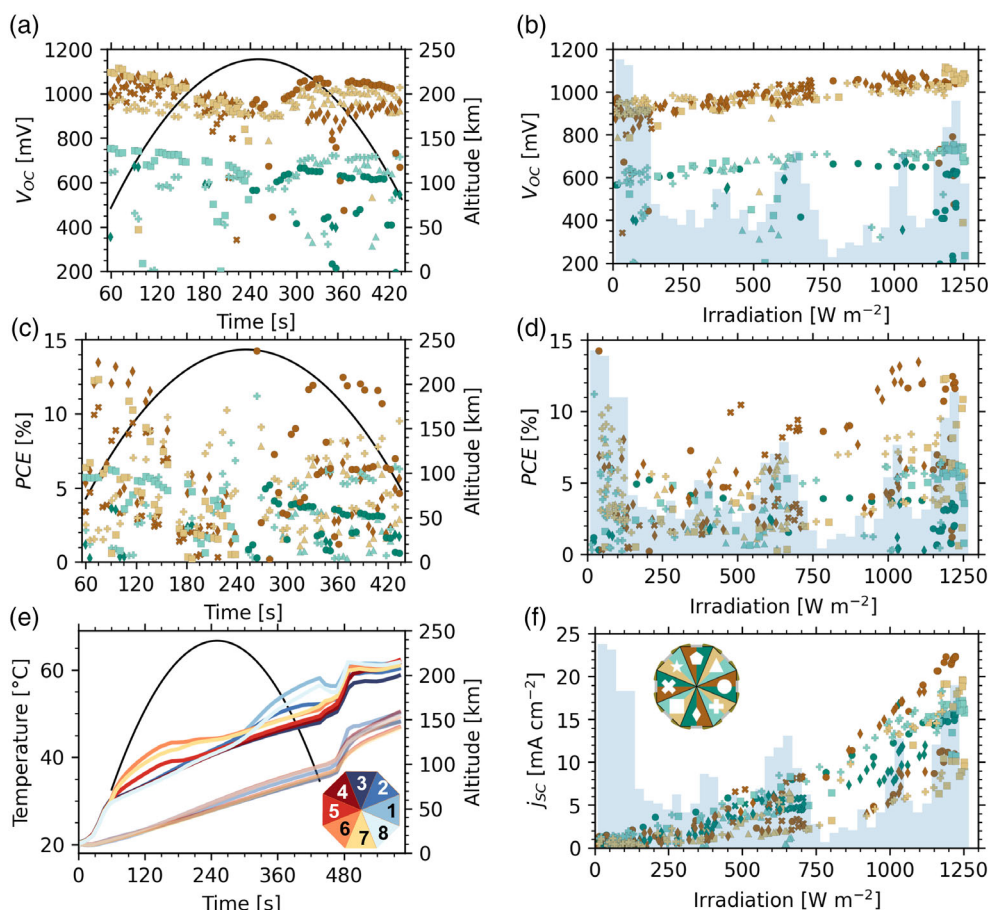 (a)
1200
1000
800
600
400
200
V_OC [mV]
250
200
150
100
50
0
Altitude [km]
60 120 180 240 300 360 420
Time [s]
(b)
1200
1000
800
600
400
200
V_OC [mV]
0 250 500 750 1000 1250
Irradiation [W m⁻²]
(c)
15
10
5
0
PCE [%]
250
200
150
100
50
0
Altitude [km]
60 120 180 240 300 360 420
Time [s]
(d)
15
10
5
0
PCE [%]
0 250 500 750 1000 1250
Irradiation [W m⁻²]
(e)
60
40
20
Temperature [°C]
250
200
150
100
50
0
Altitude [km]
4 3 2
5 1
6 7 8
0 120 240 360 480
Time [s]
(f)
25
20
15
10
5
0
j_SC [mA cm⁻²]
0 250 500 750 1000 1250
Irradiation [W m⁻²]